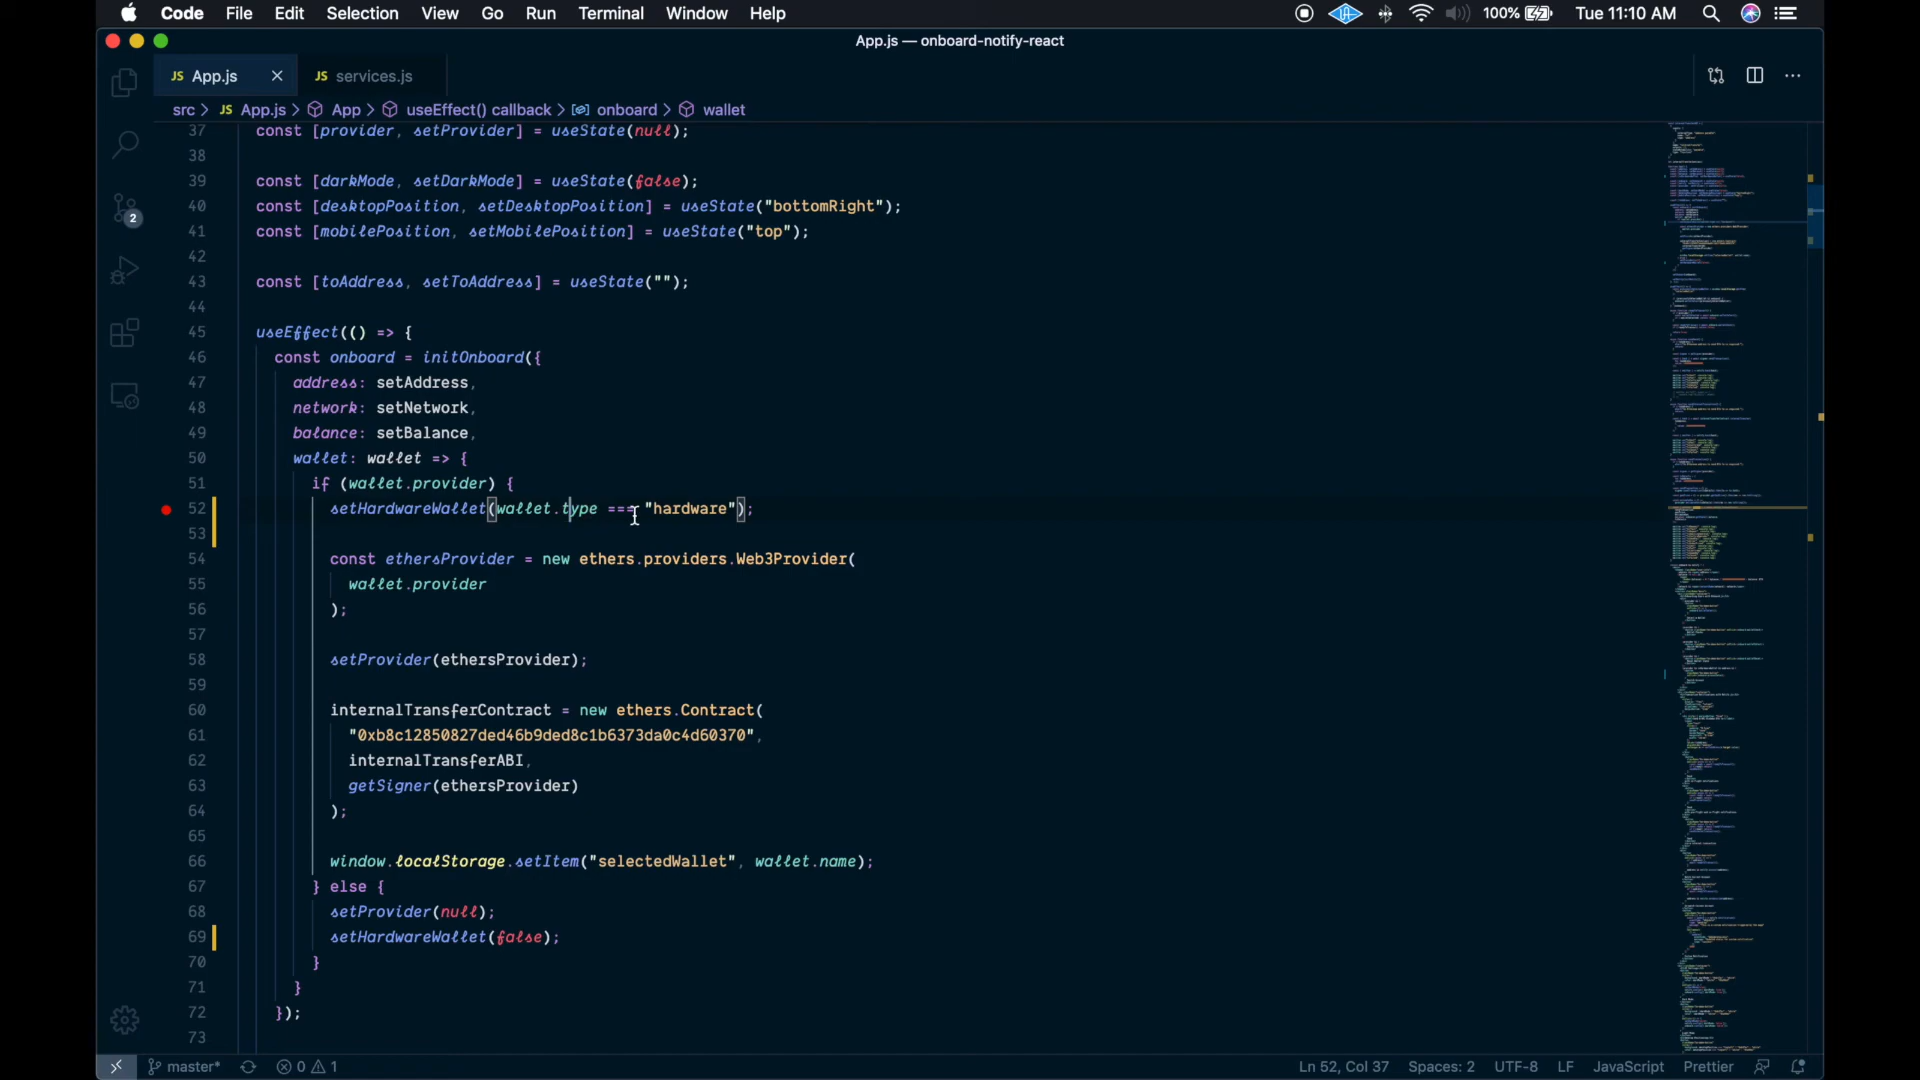 Code File Edit Selection View Go Run Terminal Window Help 100% Tue 11:10 AM
App.js — onboard-notify-react
JS App.js JS services.js
src > JS App.js > App > useEffect() callback > onboard > wallet
37 const [provider, setProvider] = useState(null);
38
39 const [darkMode, setDarkMode] = useState(false);
40 const [desktopPosition, setDesktopPosition] = useState("bottomRight");
41 const [mobilePosition, setMobilePosition] = useState("top");
42
43 const [toAddress, setToAddress] = useState("");
44
45 useEffect(() => {
46 const onboard = initOnboard({
47 address: setAddress,
48 network: setNetwork,
49 balance: setBalance,
50 wallet: wallet => {
51 if (wallet.provider) {
52 setHardwareWallet(wallet.type === "hardware");
53
54 const ethersProvider = new ethers.providers.Web3Provider(
55 wallet.provider
56 );
57
58 setProvider(ethersProvider);
59
60 internalTransferContract = new ethers.Contract(
61 "0xb8c12850827ded46b9ded8c1b6373da0c4d60370",
62 internalTransferABI,
63 getSigner(ethersProvider)
64 );
65
66 window.localStorage.setItem("selectedWallet", wallet.name);
67 } else {
68 setProvider(null);
69 setHardwareWallet(false);
70 }
71 }
72 });
73
2
master* 0 1 Ln 52, Col 37 Spaces: 2 UTF-8 LF JavaScript Prettier